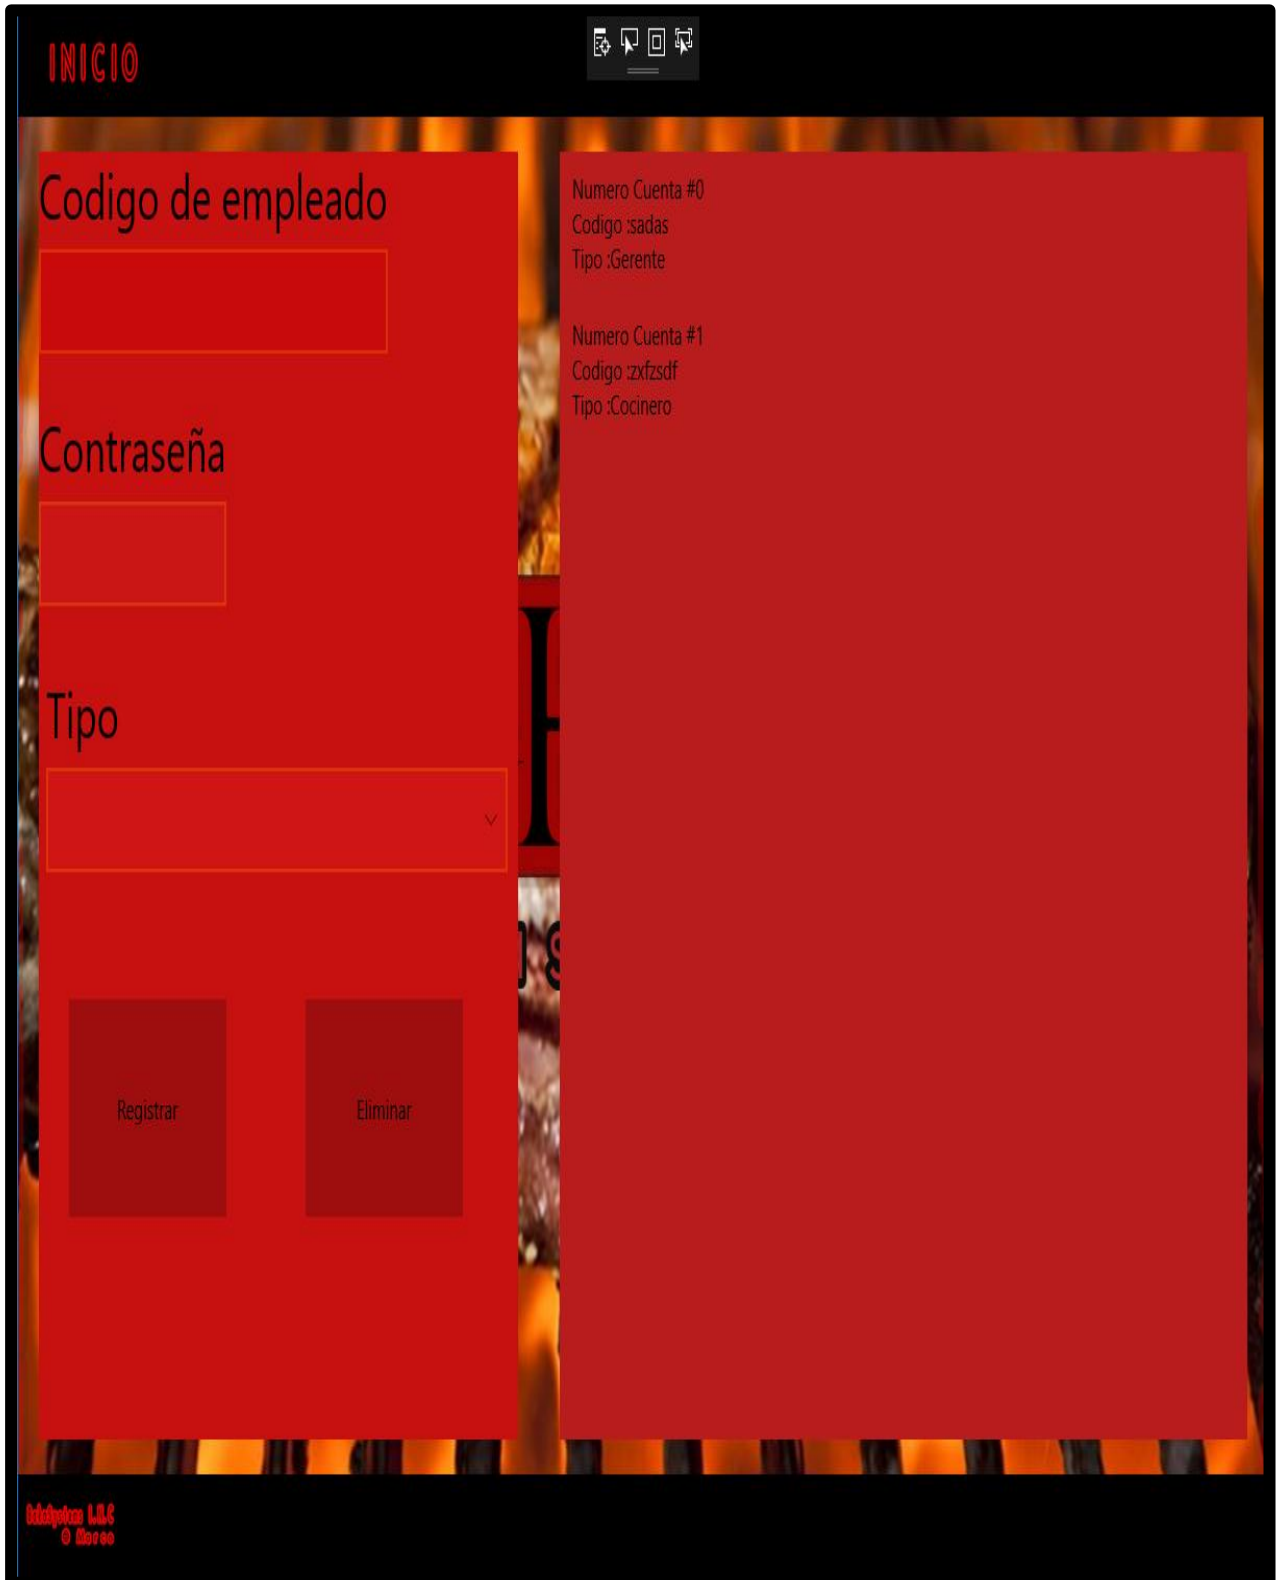 INICIO
Codigo de empleado
Contraseña
Tipo
Registrar
Eliminar
Numero Cuenta #0
Codigo :sadas
Tipo :Gerente
Numero Cuenta #1
Codigo :zxfzsdf
Tipo :Cocinero
© Marco